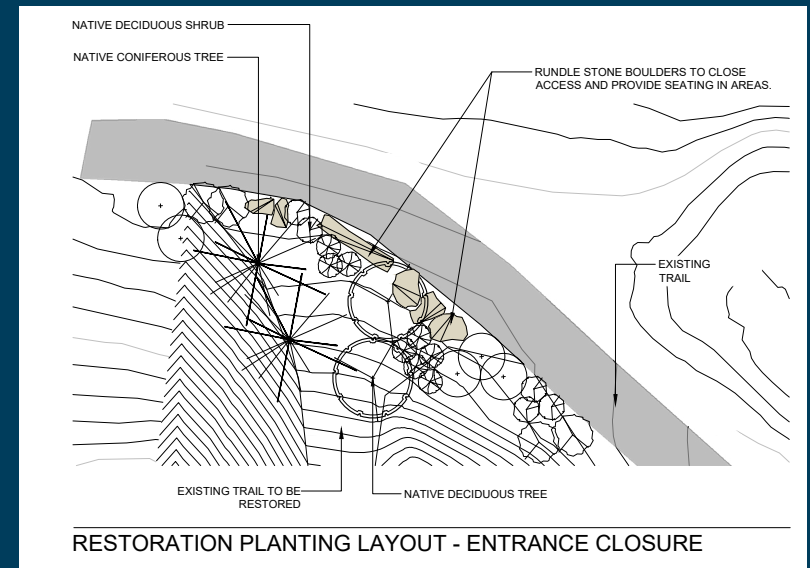 NATIVE DECIDUOUS SHRUB
NATIVE CONIFEROUS TREE
RUNDLE STONE BOULDERS TO CLOSE
ACCESS AND PROVIDE SEATING IN AREAS.
EXISTING
TRAIL
EXISTING TRAIL TO BE
RESTORED
NATIVE DECIDUOUS TREE
RESTORATION PLANTING LAYOUT - ENTRANCE CLOSURE